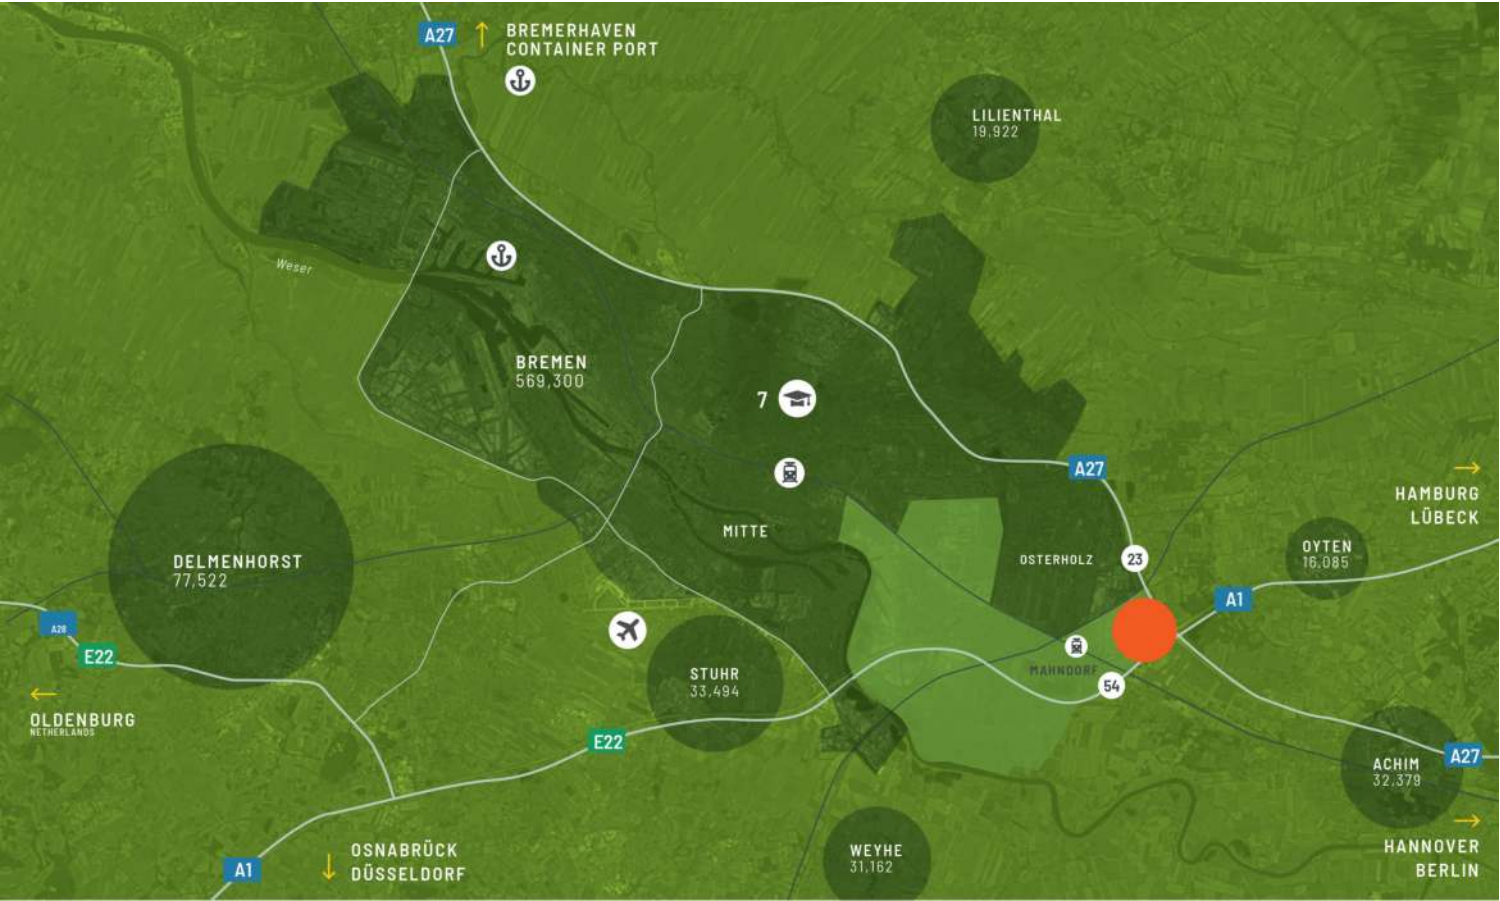 A27
BREMERHAVEN
CONTAINER PORT
LILIENTHAL
19,922
Weser
BREMEN
569,300
7
A27
HAMBURG
LÜBECK
MITTE
OSTERHOLZ
23
OYTEN
16,085
DELMENHORST
77,522
A1
A28
E22
STUHR
33,494
MAHNDORF
54
OLDENBURG
NETHERLANDS
E22
A27
ACHIM
32,379
OSNABRÜCK
DÜSSELDORF
A1
WEYHE
31,162
HANNOVER
BERLIN